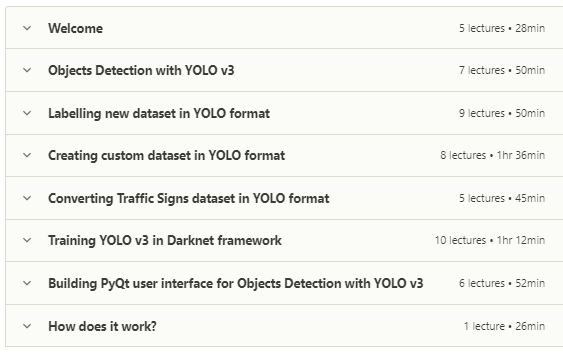 Welcome 5 lectures • 28min
Objects Detection with YOLO v3 7 lectures • 50min
Labelling new dataset in YOLO format 9 lectures • 50min
Creating custom dataset in YOLO format 8 lectures • 1hr 36min
Converting Traffic Signs dataset in YOLO format 5 lectures • 45min
Training YOLO v3 in Darknet framework 10 lectures • 1hr 12min
Building PyQt user interface for Objects Detection with YOLO v3 6 lectures • 52min
How does it work? 1 lecture • 26min